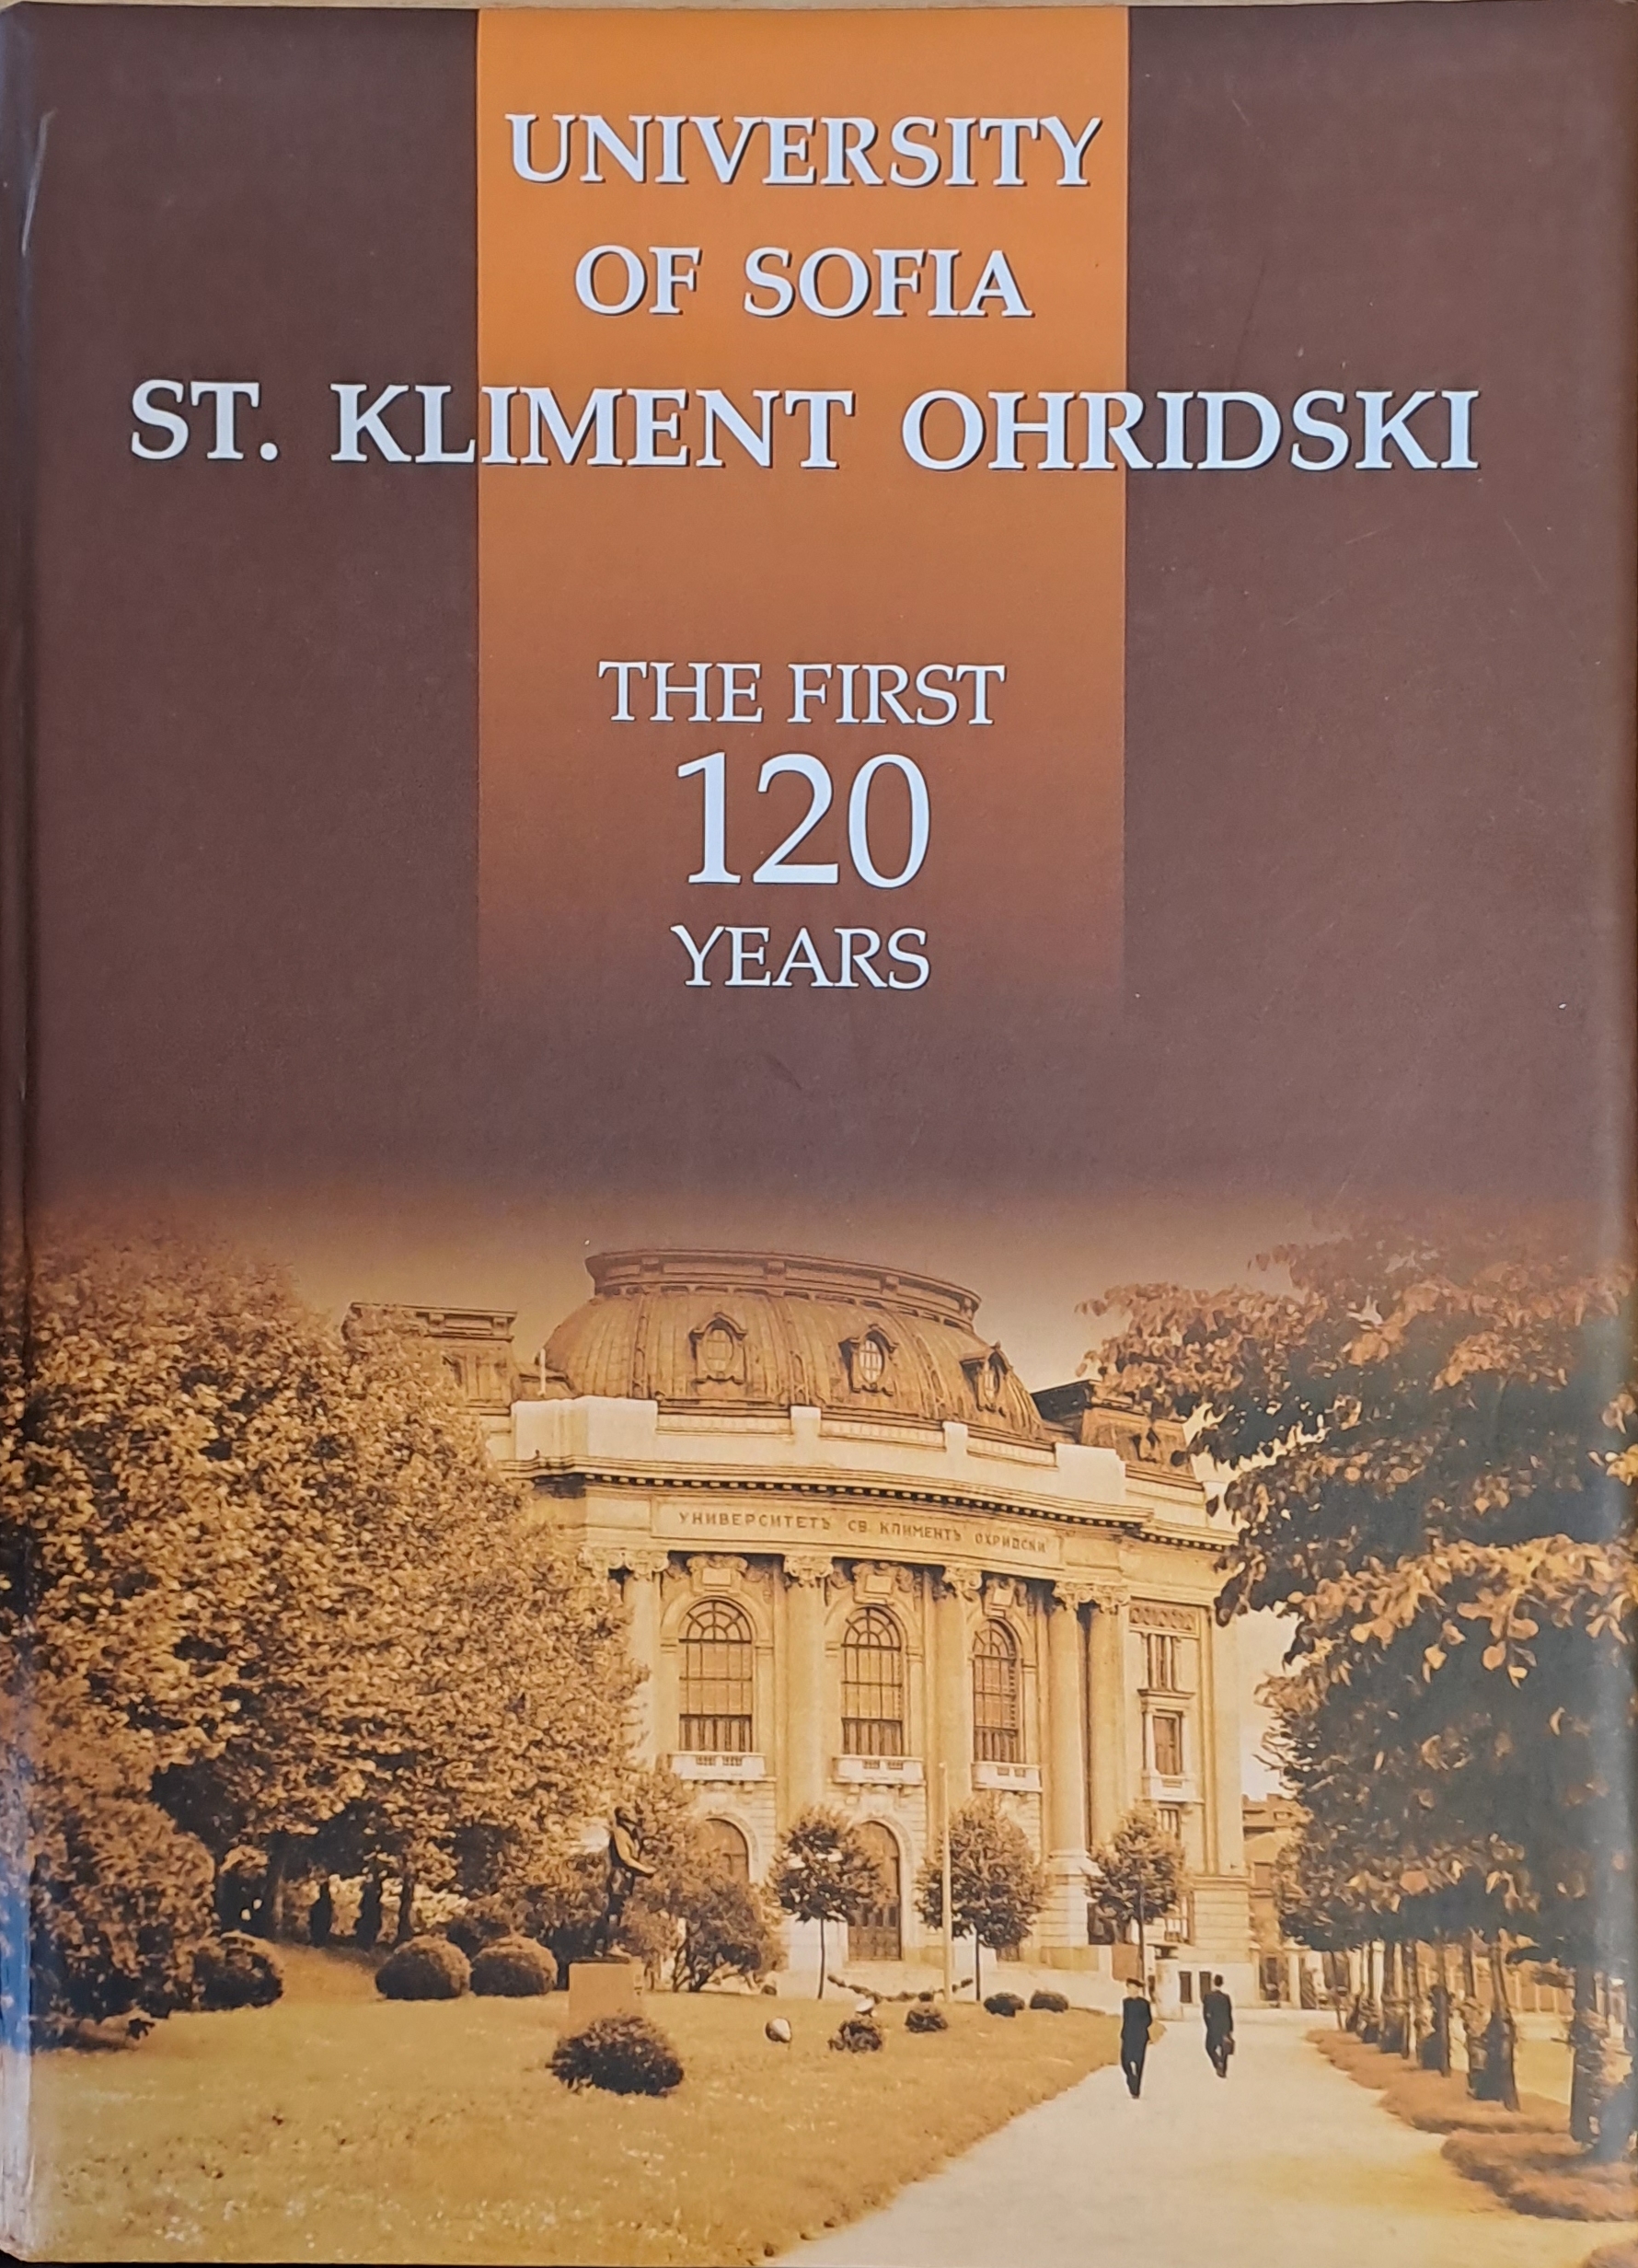 UNIVERSITY
OF SOFIA
ST. KLIMENT OHRIDSKI
THE FIRST
120
YEARS
УНИВЕРСИТЕТЪ СВ. КЛИМЕНТЪ ОХРИДСКИ